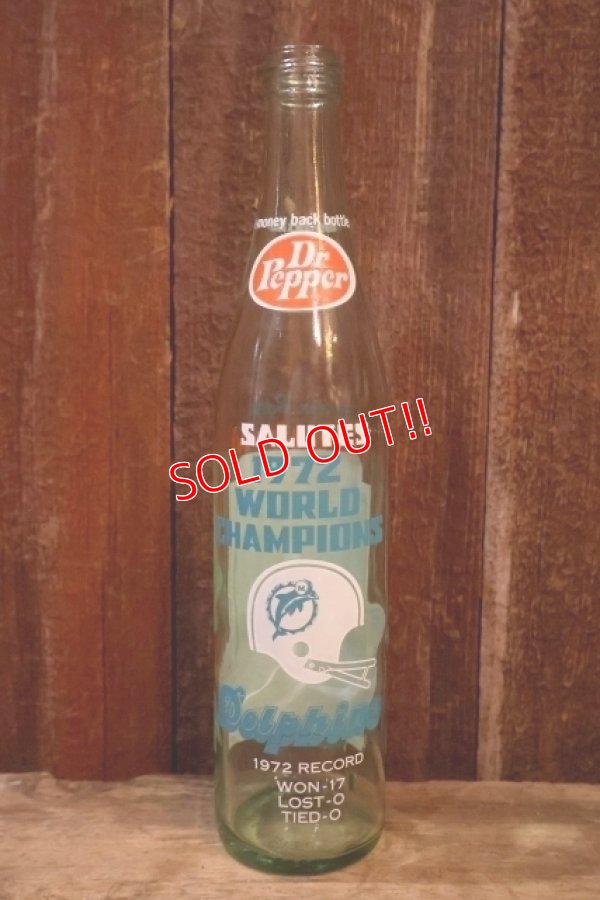 money back bottle
Dr
Pepper
SALUTES
SOLD OUT!!
1972
WORLD
CHAMPIONS
M
Dolphins
1972 RECORD
WON-17
LOST-0
TIED-0